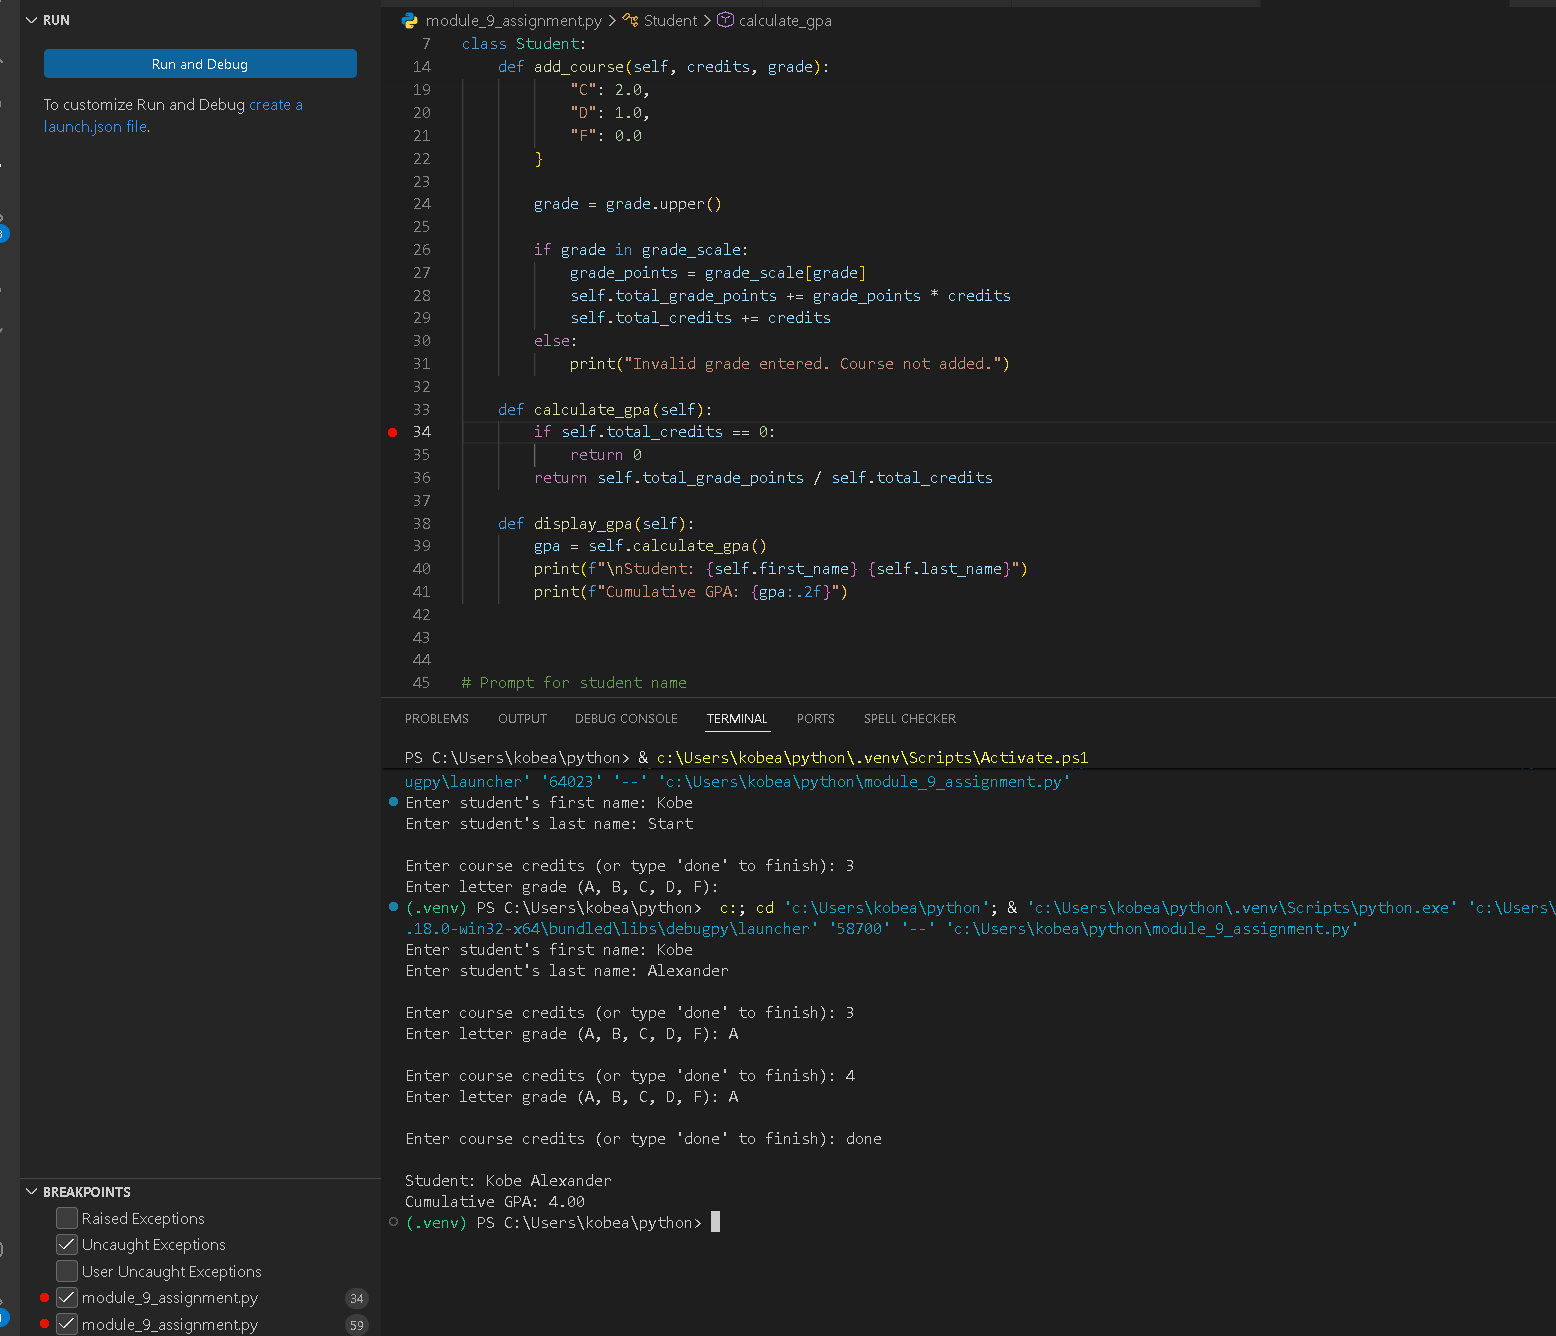 RUN
Run and Debug
To customize Run and Debug create a
launch.json file.
BREAKPOINTS
Raised Exceptions
Uncaught Exceptions
User Uncaught Exceptions
module_9_assignment.py 34
module_9_assignment.py 59
module_9_assignment.py > Student > calculate_gpa
7 class Student:
14 def add_course(self, credits, grade):
19 "C": 2.0,
20 "D": 1.0,
21 "F": 0.0
22 }
23
24 grade = grade.upper()
25
26 if grade in grade_scale:
27 grade_points = grade_scale[grade]
28 self.total_grade_points += grade_points * credits
29 self.total_credits += credits
30 else:
31 print("Invalid grade entered. Course not added.")
32
33 def calculate_gpa(self):
34 if self.total_credits == 0:
35 return 0
36 return self.total_grade_points / self.total_credits
37
38 def display_gpa(self):
39 gpa = self.calculate_gpa()
40 print(f"\nStudent: {self.first_name} {self.last_name}")
41 print(f"Cumulative GPA: {gpa:.2f}")
42
43
44
45 # Prompt for student name
PROBLEMS OUTPUT DEBUG CONSOLE TERMINAL PORTS SPELL CHECKER
PS C:\Users\kobea\python> & c:\Users\kobea\python\.venv\Scripts\Activate.ps1
ugpy\launcher' '64023' '--' 'c:\Users\kobea\python\module_9_assignment.py'
Enter student's first name: Kobe
Enter student's last name: Start
Enter course credits (or type 'done' to finish): 3
Enter letter grade (A, B, C, D, F):
(.venv) PS C:\Users\kobea\python> c:; cd 'c:\Users\kobea\python'; & 'c:\Users\kobea\python\.venv\Scripts\python.exe' 'c:\Users\
.18.0-win32-x64\bundled\libs\debugpy\launcher' '58700' '--' 'c:\Users\kobea\python\module_9_assignment.py'
Enter student's first name: Kobe
Enter student's last name: Alexander
Enter course credits (or type 'done' to finish): 3
Enter letter grade (A, B, C, D, F): A
Enter course credits (or type 'done' to finish): 4
Enter letter grade (A, B, C, D, F): A
Enter course credits (or type 'done' to finish): done
Student: Kobe Alexander
Cumulative GPA: 4.00
(.venv) PS C:\Users\kobea\python>